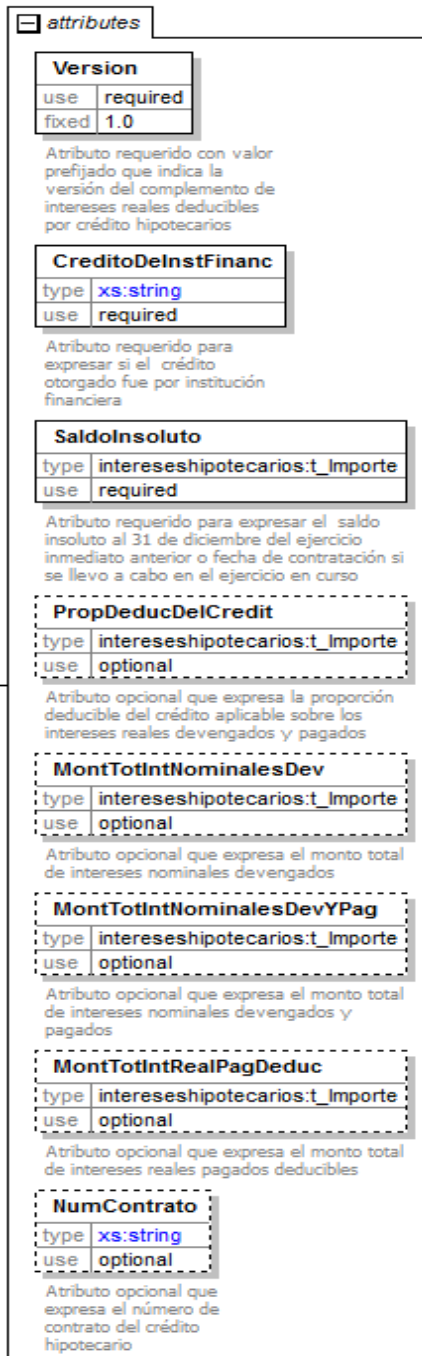 attributes
Version
use required
fixed 1.0
Atributo requerido con valor
prefijado que indica la
versión del complemento de
intereses reales deducibles
por crédito hipotecarios
CreditoDeInstFinanc
type xs:string
use required
Atributo requerido para
expresar si el crédito
otorgado fue por institución
financiera
SaldoInsoluto
type intereseshipotecarios:t_Importe
use required
Atributo requerido para expresar el saldo
insoluto al 31 de diciembre del ejercicio
inmediato anterior o fecha de contratación si
se llevo a cabo en el ejercicio en curso
PropDeducDelCredit
type intereseshipotecarios:t_Importe
use optional
Atributo opcional que expresa la proporción
deducible del crédito aplicable sobre los
intereses reales devengados y pagados
MontTotIntNominalesDev
type intereseshipotecarios:t_Importe
use optional
Atributo opcional que expresa el monto total
de intereses nominales devengados
MontTotIntNominalesDevYPag
type intereseshipotecarios:t_Importe
use optional
Atributo opcional que expresa el monto total
de intereses nominales devengados y
pagados
MontTotIntRealPagDeduc
type intereseshipotecarios:t_Importe
use optional
Atributo opcional que expresa el monto total
de intereses reales pagados deducibles
NumContrato
type xs:string
use optional
Atributo opcional que
expresa el número de
contrato del crédito
hipotecario